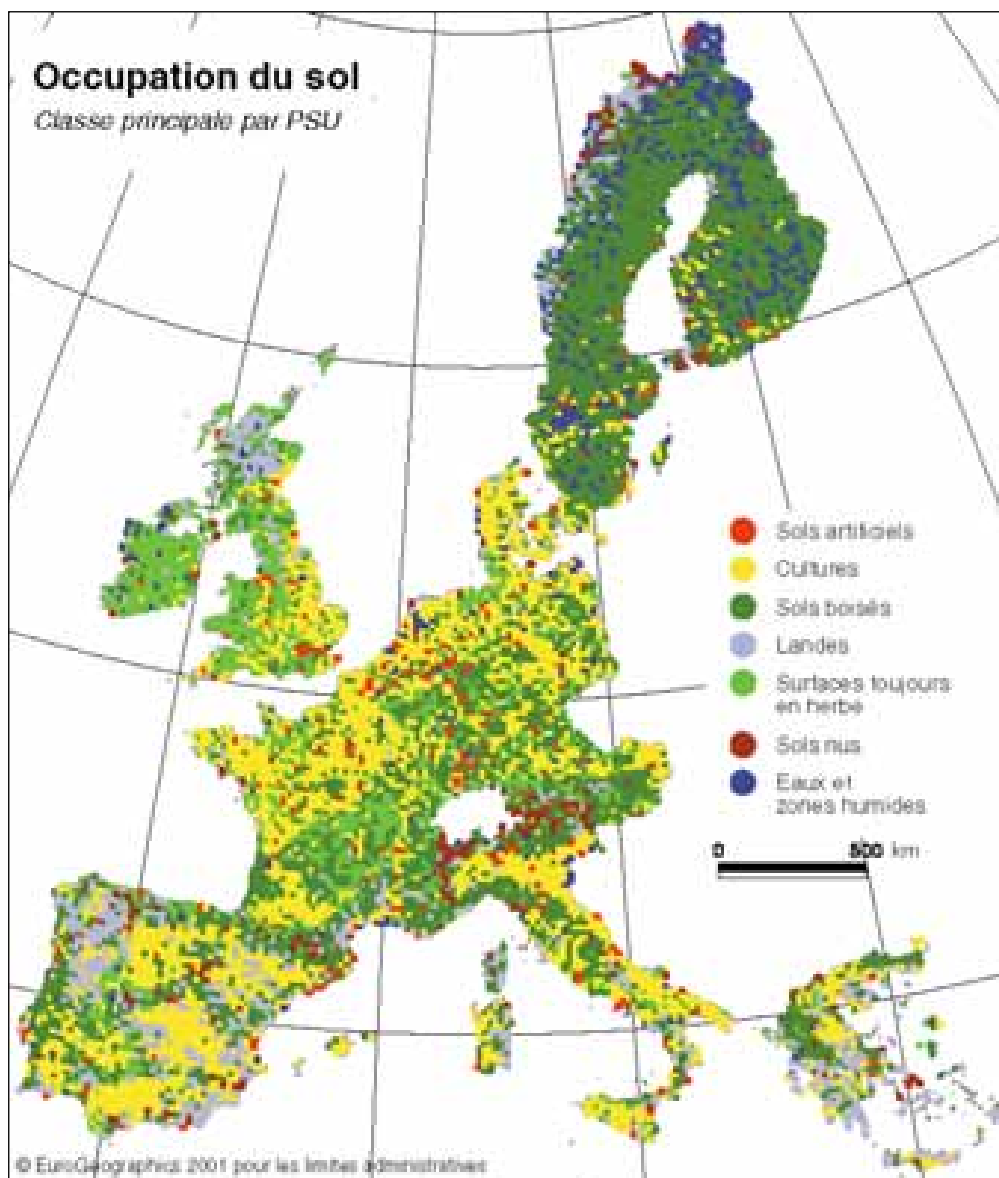 Occupation du sol
Classe principale par PSU
Sols artificiels
Cultures
Sols boisés
Landes
Surfaces toujours
en herbe
Sols nus
Eaux et
zones humides
0 500 km
© EuroGeographics 2001 pour les limites administratives